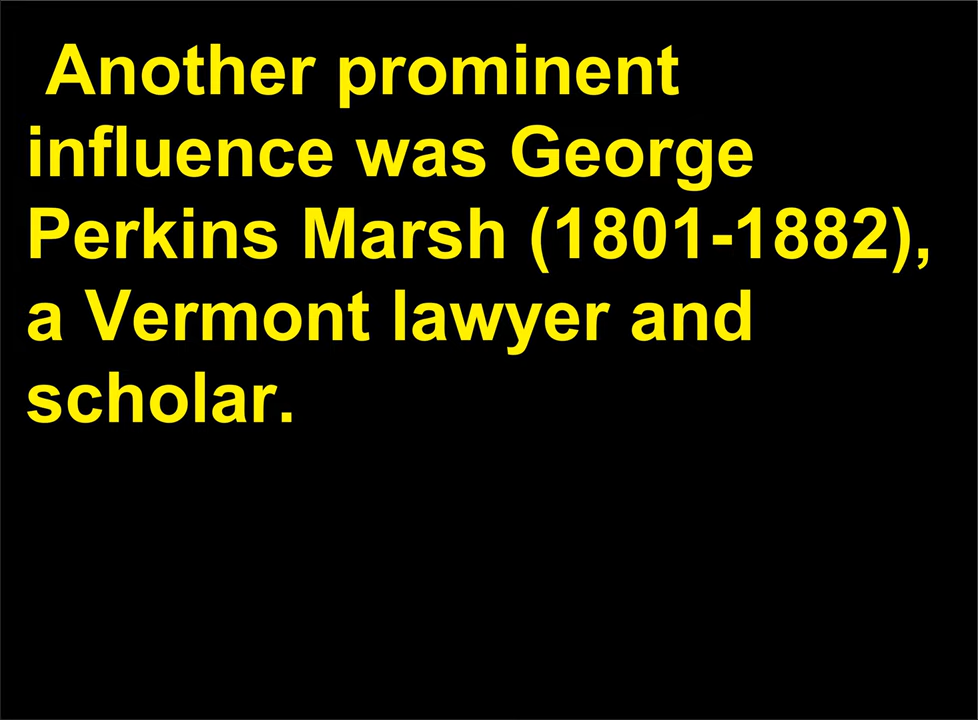 Another prominent
influence was George
Perkins Marsh (1801-1882),
a Vermont lawyer and
scholar.